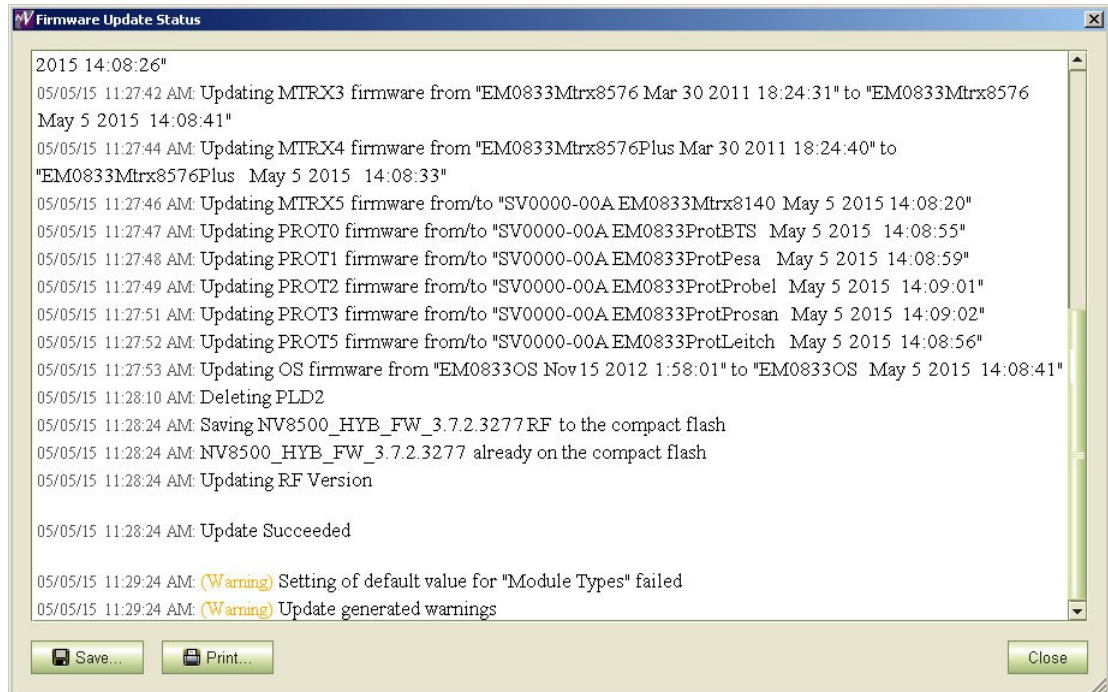 Firmware Update Status
2015 14:08:26"
05/05/15 11:27:42 AM: Updating MTRX3 firmware from "EM0833Mtrx8576 Mar 30 2011 18:24:31" to "EM0833Mtrx8576
May 5 2015 14:08:41"
05/05/15 11:27:44 AM: Updating MTRX4 firmware from "EM0833Mtrx8576Plus Mar 30 2011 18:24:40" to
"EM0833Mtrx8576Plus May 5 2015 14:08:33"
05/05/15 11:27:46 AM: Updating MTRX5 firmware from/to "SV0000-00A EM0833Mtrx8140 May 5 2015 14:08:20"
05/05/15 11:27:47 AM: Updating PROT0 firmware from/to "SV0000-00A EM0833ProtBTS May 5 2015 14:08:55"
05/05/15 11:27:48 AM: Updating PROT1 firmware from/to "SV0000-00A EM0833ProtPesa May 5 2015 14:08:59"
05/05/15 11:27:49 AM: Updating PROT2 firmware from/to "SV0000-00A EM0833ProtProbel May 5 2015 14:09:01"
05/05/15 11:27:51 AM: Updating PROT3 firmware from/to "SV0000-00A EM0833ProtProsan May 5 2015 14:09:02"
05/05/15 11:27:52 AM: Updating PROT5 firmware from/to "SV0000-00A EM0833ProtLeitch May 5 2015 14:08:56"
05/05/15 11:27:53 AM: Updating OS firmware from "EM0833OS Nov 15 2012 1:58:01" to "EM0833OS May 5 2015 14:08:41"
05/05/15 11:28:10 AM: Deleting PLD2
05/05/15 11:28:24 AM: Saving NV8500_HYB_FW_3.7.2.3277 RF to the compact flash
05/05/15 11:28:24 AM: NV8500_HYB_FW_3.7.2.3277 already on the compact flash
05/05/15 11:28:24 AM: Updating RF Version
05/05/15 11:28:24 AM: Update Succeeded
05/05/15 11:29:24 AM: (Warning) Setting of default value for "Module Types" failed
05/05/15 11:29:24 AM: (Warning) Update generated warnings
Save... Print... Close